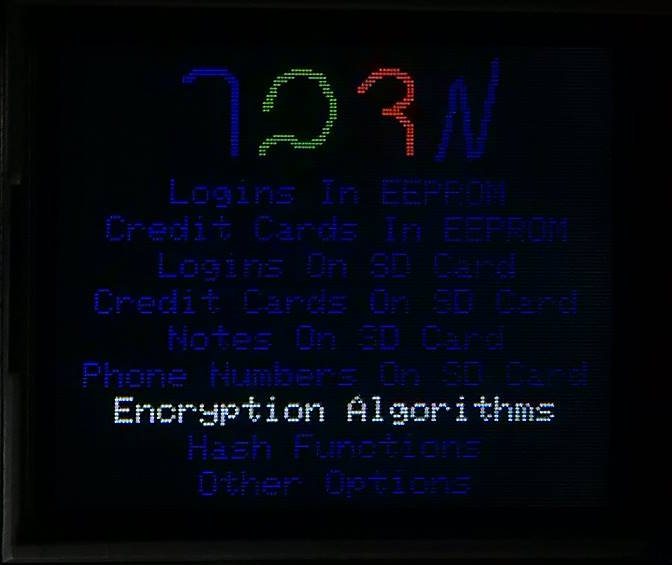 Logins In EEPROM
Credit Cards In EEPROM
Logins On SD Card
Credit Cards On SD Card
Notes On SD Card
Phone Numbers On SD Card
Encryption Algorithms
Hash Functions
Other Options